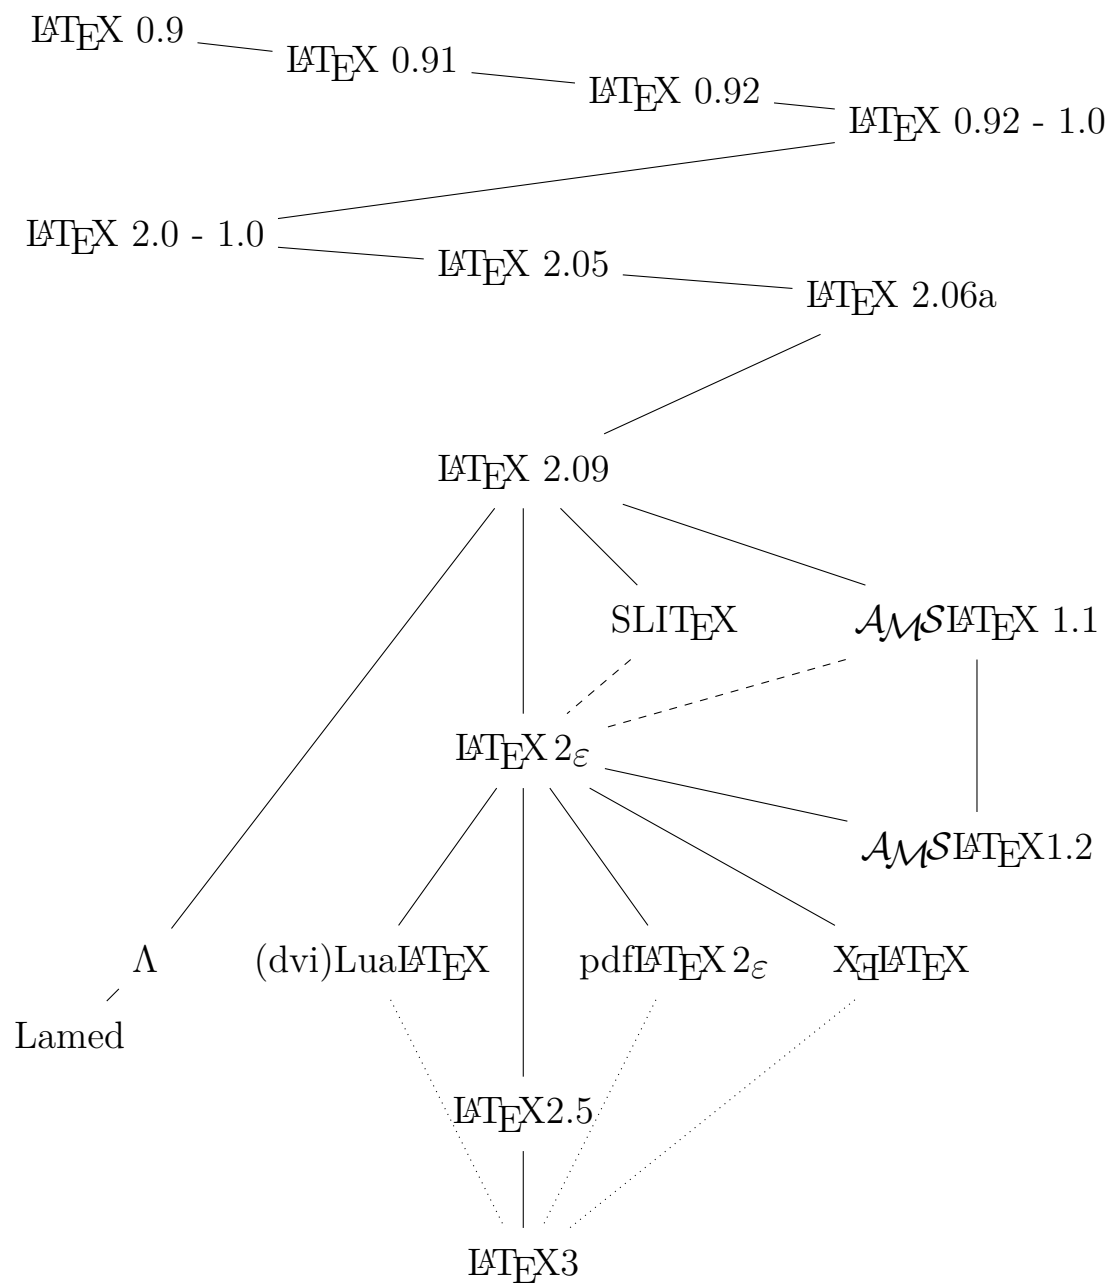 LATEX 0.9
LATEX 0.91
LATEX 0.92
LATEX 0.92 - 1.0
LATEX 2.0 - 1.0
LATEX 2.05
LATEX 2.06a
LATEX 2.09
SLITEX
AMSLATEX 1.1
LATEX 2ε
AMSLATEX1.2
Λ
(dvi)LuaLATEX
pdfLATEX 2ε
XƎLATEX
Lamed
LATEX2.5
LATEX3